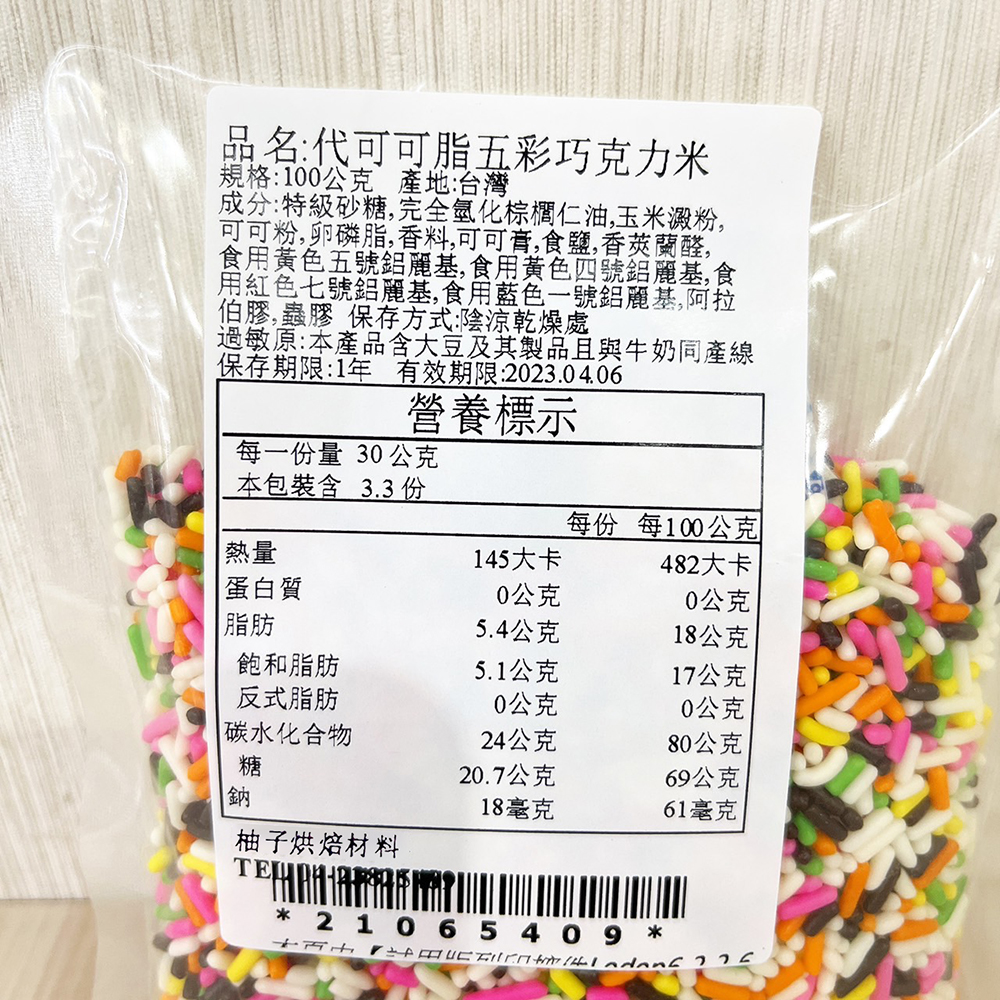 品名:代可可脂五彩巧克力米
規格:100公克 產地:台灣
成分:特級砂糖,完全氫化棕櫚仁油,玉米澱粉,
可可粉,卵磷脂,香料,可可膏,食鹽,香莢蘭醛,
食用黃色五號鋁麗基,食用黃色四號鋁麗基,食
用紅色七號鋁麗基,食用藍色一號鋁麗基,阿拉
伯膠,蟲膠 保存方式:陰涼乾燥處
過敏原:本產品含大豆及其製品且與牛奶同產線
保存期限:1年 有效期限:2023.04.06
營養標示
每一份量 30公克
本包裝含 3.3份
每份 每100公克
熱量 145大卡 482大卡
蛋白質 0公克 0公克
脂肪 5.4公克 18公克
飽和脂肪 5.1公克 17公克
反式脂肪 0公克 0公克
碳水化合物 24公克 80公克
糖 20.7公克 69公克
鈉 18毫克 61毫克
柚子烘焙材料
TEL
*21065409*